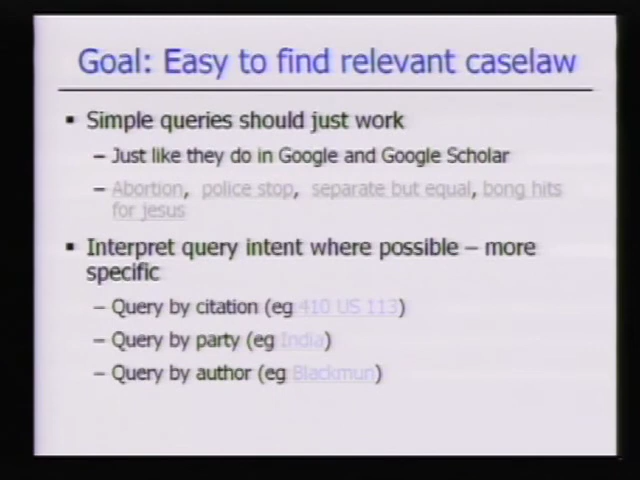 Goal: Easy to find relevant caselaw
▪ Simple queries should just work
– Just like they do in Google and Google Scholar
– Abortion, police stop, separate but equal, bong hits
for jesus
▪ Interpret query intent where possible – more
specific
– Query by citation (eg 410 US 113)
– Query by party (eg India)
– Query by author (eg Blackmun)